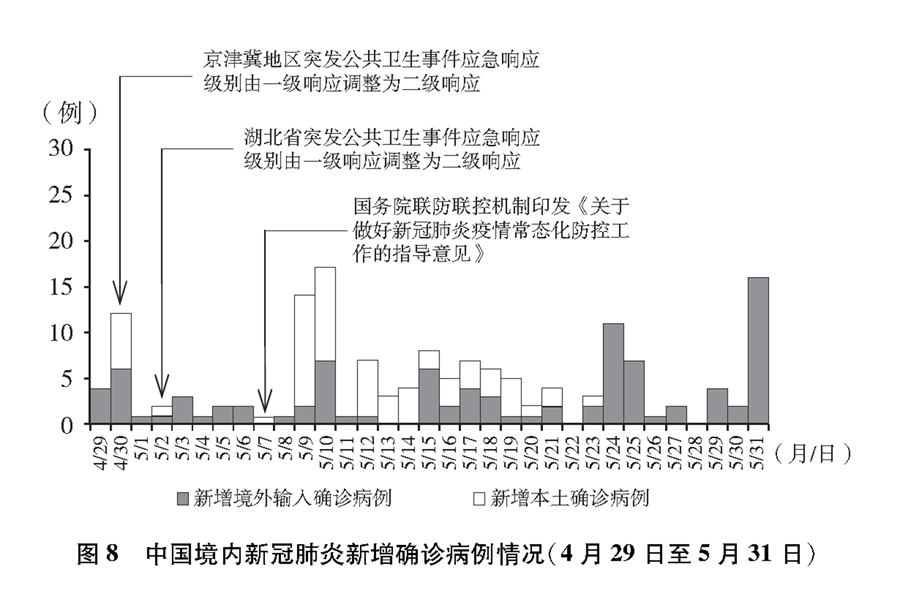 京津冀地区突发公共卫生事件应急响应
级别由一级响应调整为二级响应
（例）
湖北省突发公共卫生事件应急响应
级别由一级响应调整为二级响应
国务院联防联控机制印发《关于
做好新冠肺炎疫情常态化防控工
作的指导意见》
30
25
20
15
10
5
0
4/29 4/30 5/1 5/2 5/3 5/4 5/5 5/6 5/7 5/8 5/9 5/10 5/11 5/12 5/13 5/14 5/15 5/16 5/17 5/18 5/19 5/20 5/21 5/22 5/23 5/24 5/25 5/26 5/27 5/28 5/29 5/30 5/31 （月/日）
新增境外输入确诊病例 新增本土确诊病例
图8 中国境内新冠肺炎新增确诊病例情况（4月29日至5月31日）